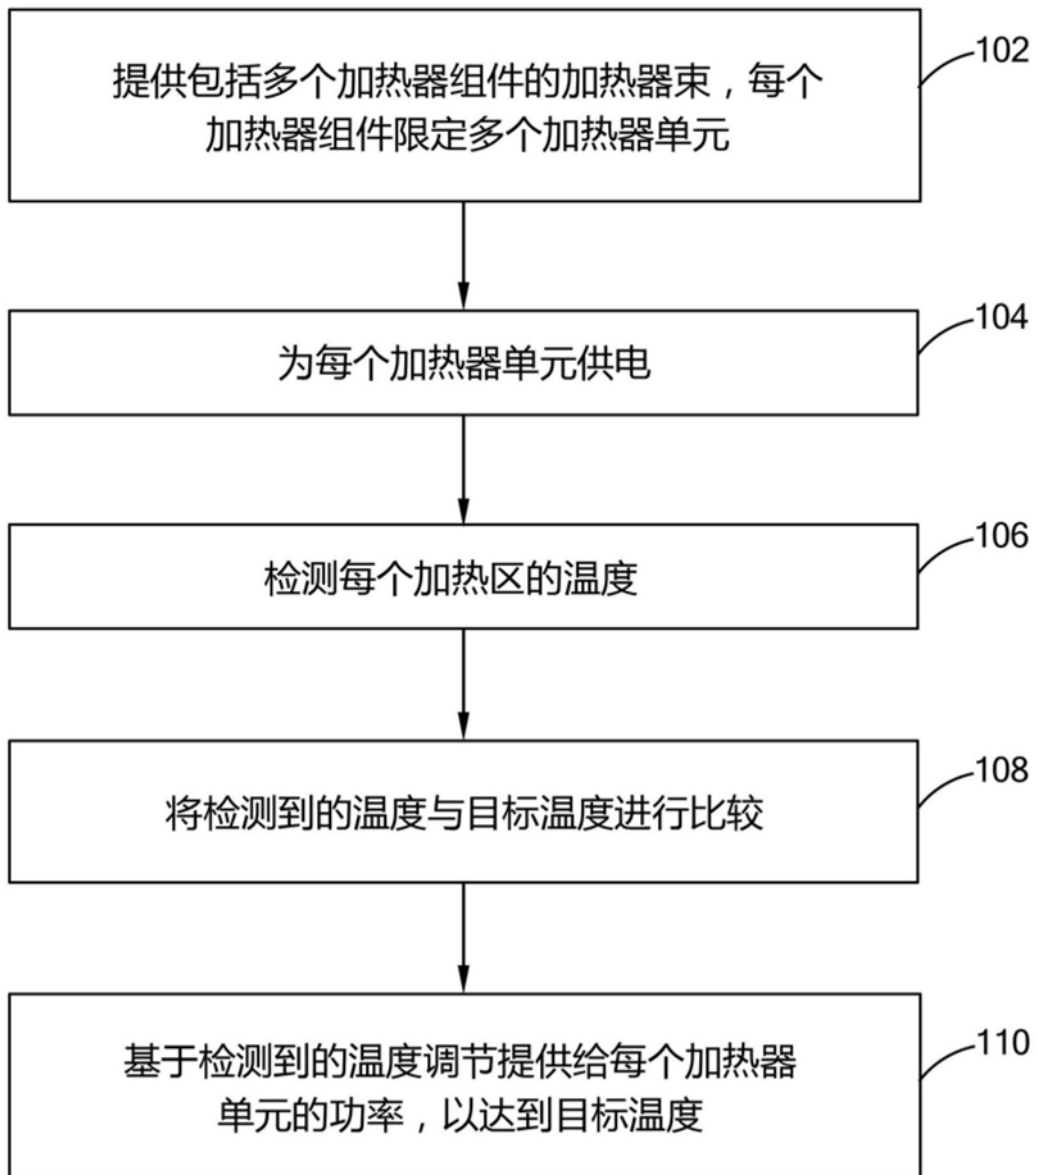 102
提供包括多个加热器组件的加热器束，每个
加热器组件限定多个加热器单元
104
为每个加热器单元供电
106
检测每个加热区的温度
108
将检测到的温度与目标温度进行比较
110
基于检测到的温度调节提供给每个加热器
单元的功率，以达到目标温度